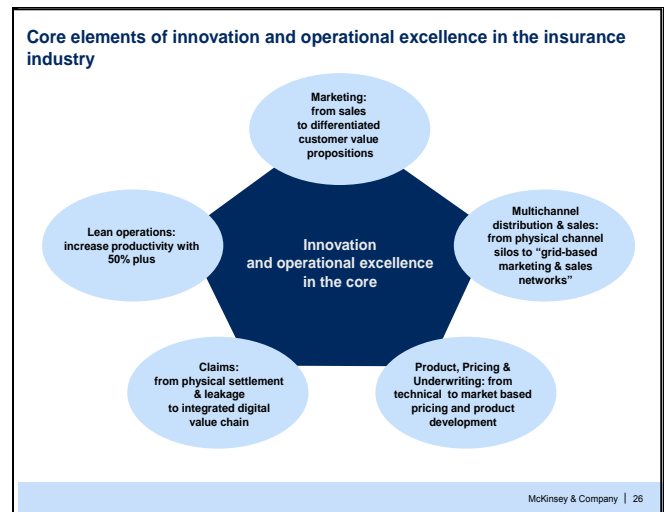 Core elements of innovation and operational excellence in the insurance
industry
Marketing:
from sales
to differentiated
customer value
propositions
Multichannel
distribution & sales:
from physical channel
silos to “grid-based
marketing & sales
networks”
Lean operations:
increase productivity with
50% plus
Innovation
and operational excellence
in the core
Claims:
from physical settlement
& leakage
to integrated digital
value chain
Product, Pricing &
Underwriting: from
technical to market based
pricing and product
development
McKinsey & Company | 26